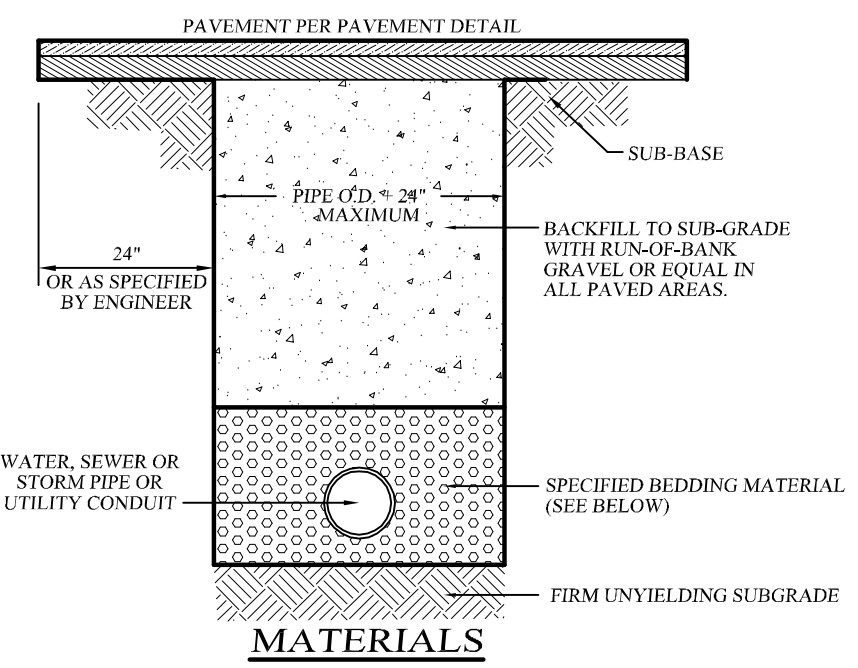 PAVEMENT PER PAVEMENT DETAIL
SUB-BASE
PIPE O.D. + 24"
MAXIMUM
BACKFILL TO SUB-GRADE
WITH RUN-OF-BANK
GRAVEL OR EQUAL IN
ALL PAVED AREAS.
24"
OR AS SPECIFIED
BY ENGINEER
WATER, SEWER OR
STORM PIPE OR
UTILITY CONDUIT
SPECIFIED BEDDING MATERIAL
(SEE BELOW)
FIRM UNYIELDING SUBGRADE
MATERIALS